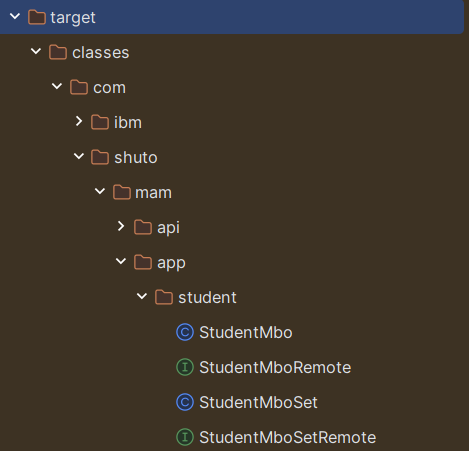 target
classes
com
ibm
shuto
mam
api
app
student
C StudentMbo
I StudentMboRemote
C StudentMboSet
I StudentMboSetRemote